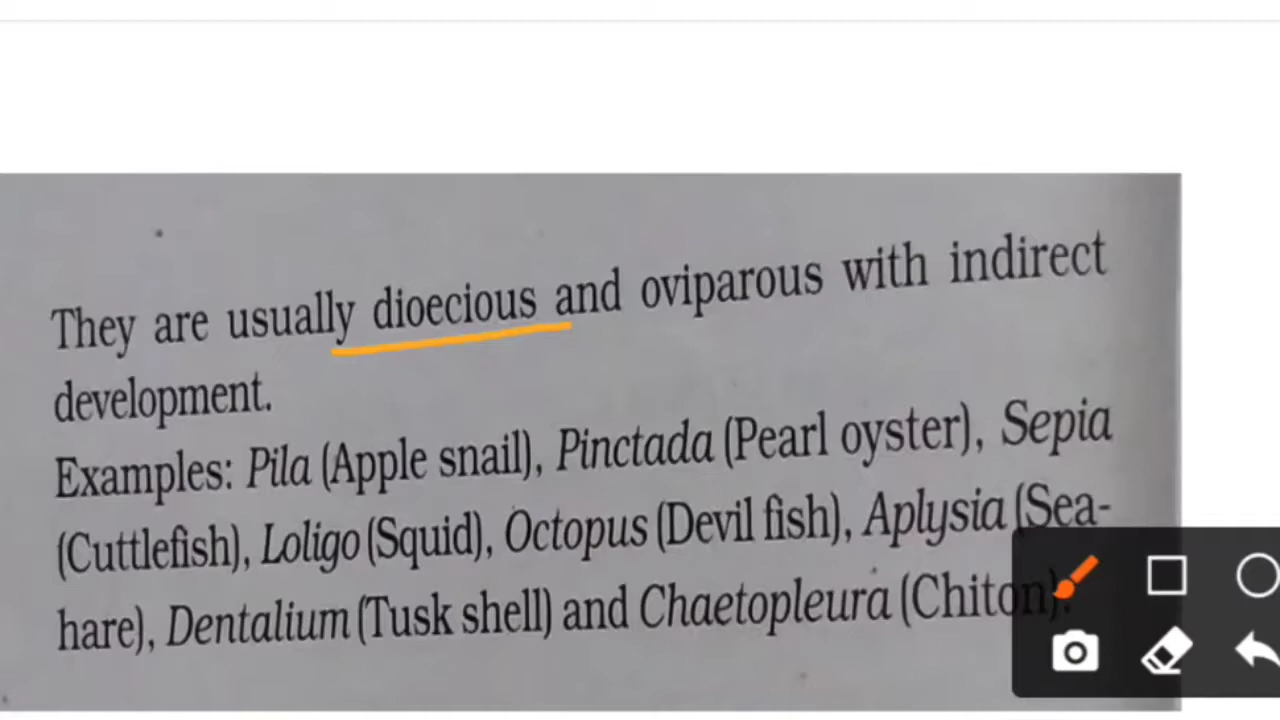 They are usually dioecious and oviparous with indirect
development.
Examples: Pila (Apple snail), Pinctada (Pearl oyster), Sepia
(Cuttlefish), Loligo (Squid), Octopus (Devil fish), Aplysia (Sea-
hare), Dentalium (Tusk shell) and Chaetopleura (Chiton).